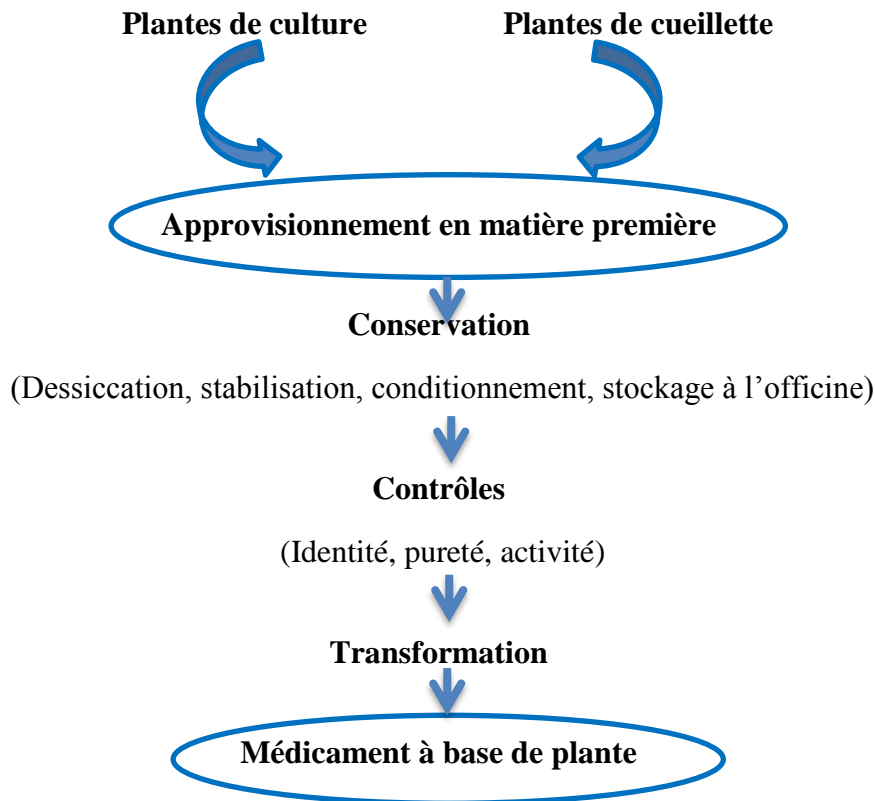 Plantes de culture Plantes de cueillette
Approvisionnement en matière première
Conservation
(Dessiccation, stabilisation, conditionnement, stockage à l’officine)
Contrôles
(Identité, pureté, activité)
Transformation
Médicament à base de plante